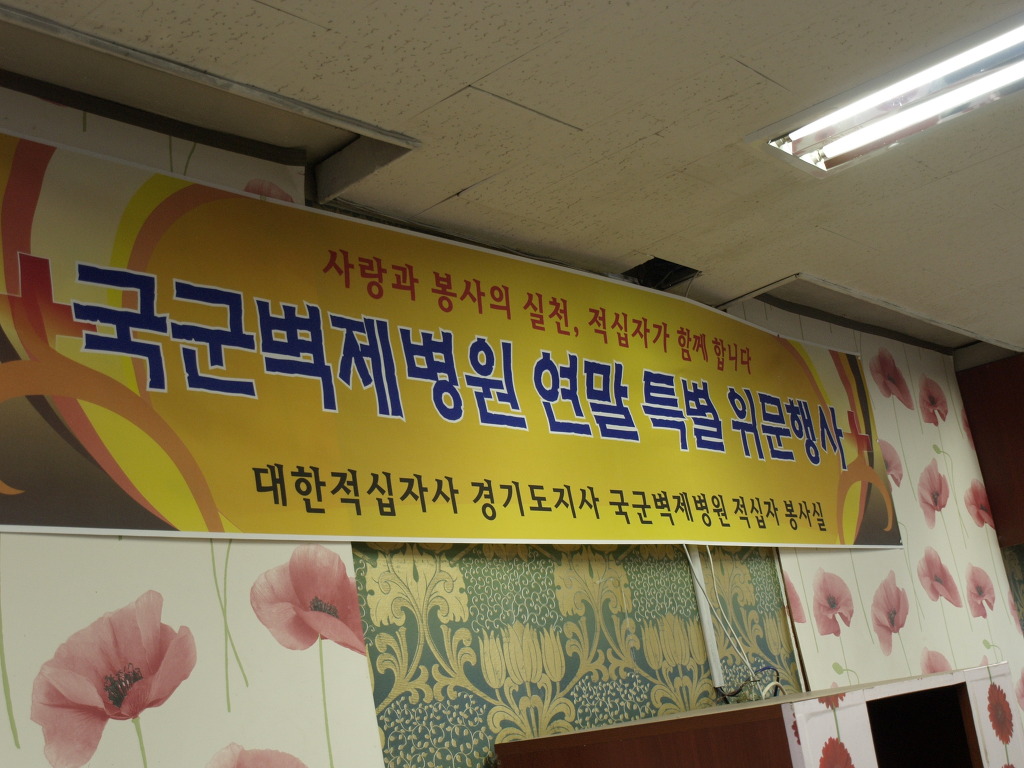 사랑과 봉사의 실천, 적십자가 함께 합니다
국군벽제병원 연말 특별 위문행사
대한적십자사 경기도지사 국군벽제병원 적십자 봉사실